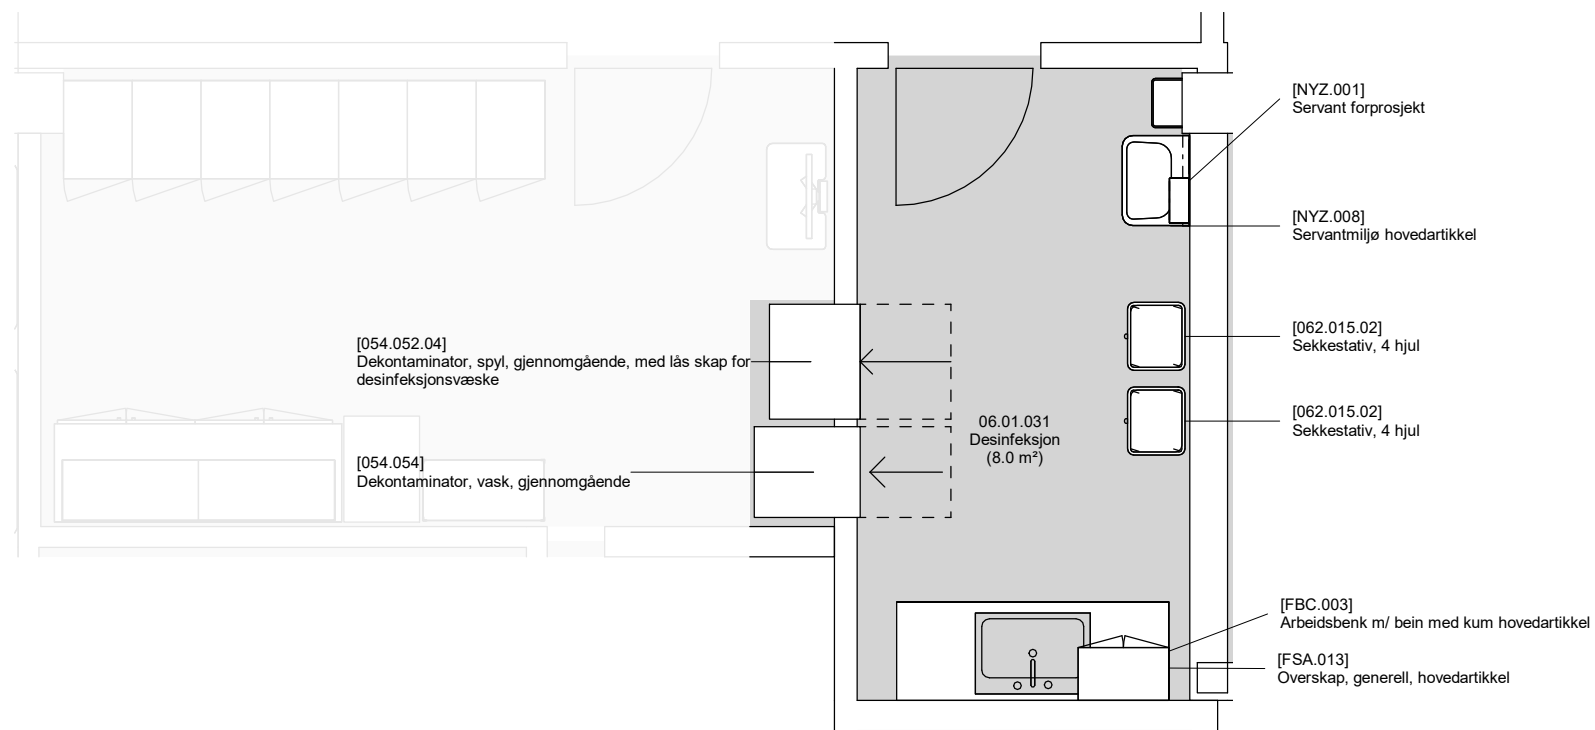 [NYZ.001]
Servant forprosjekt
[NYZ.008]
Servantmiljø hovedartikkel
[062.015.02]
Sekkestativ, 4 hjul
[054.052.04]
Dekontaminator, spyl, gjennomgående, med lås skap for
desinfeksjonsvæske
[062.015.02]
Sekkestativ, 4 hjul
06.01.031
Desinfeksjon
(8.0 m²)
[054.054]
Dekontaminator, vask, gjennomgående
[FBC.003]
Arbeidsbenk m/ bein med kum hovedartikkel
[FSA.013]
Overskap, generell, hovedartikkel